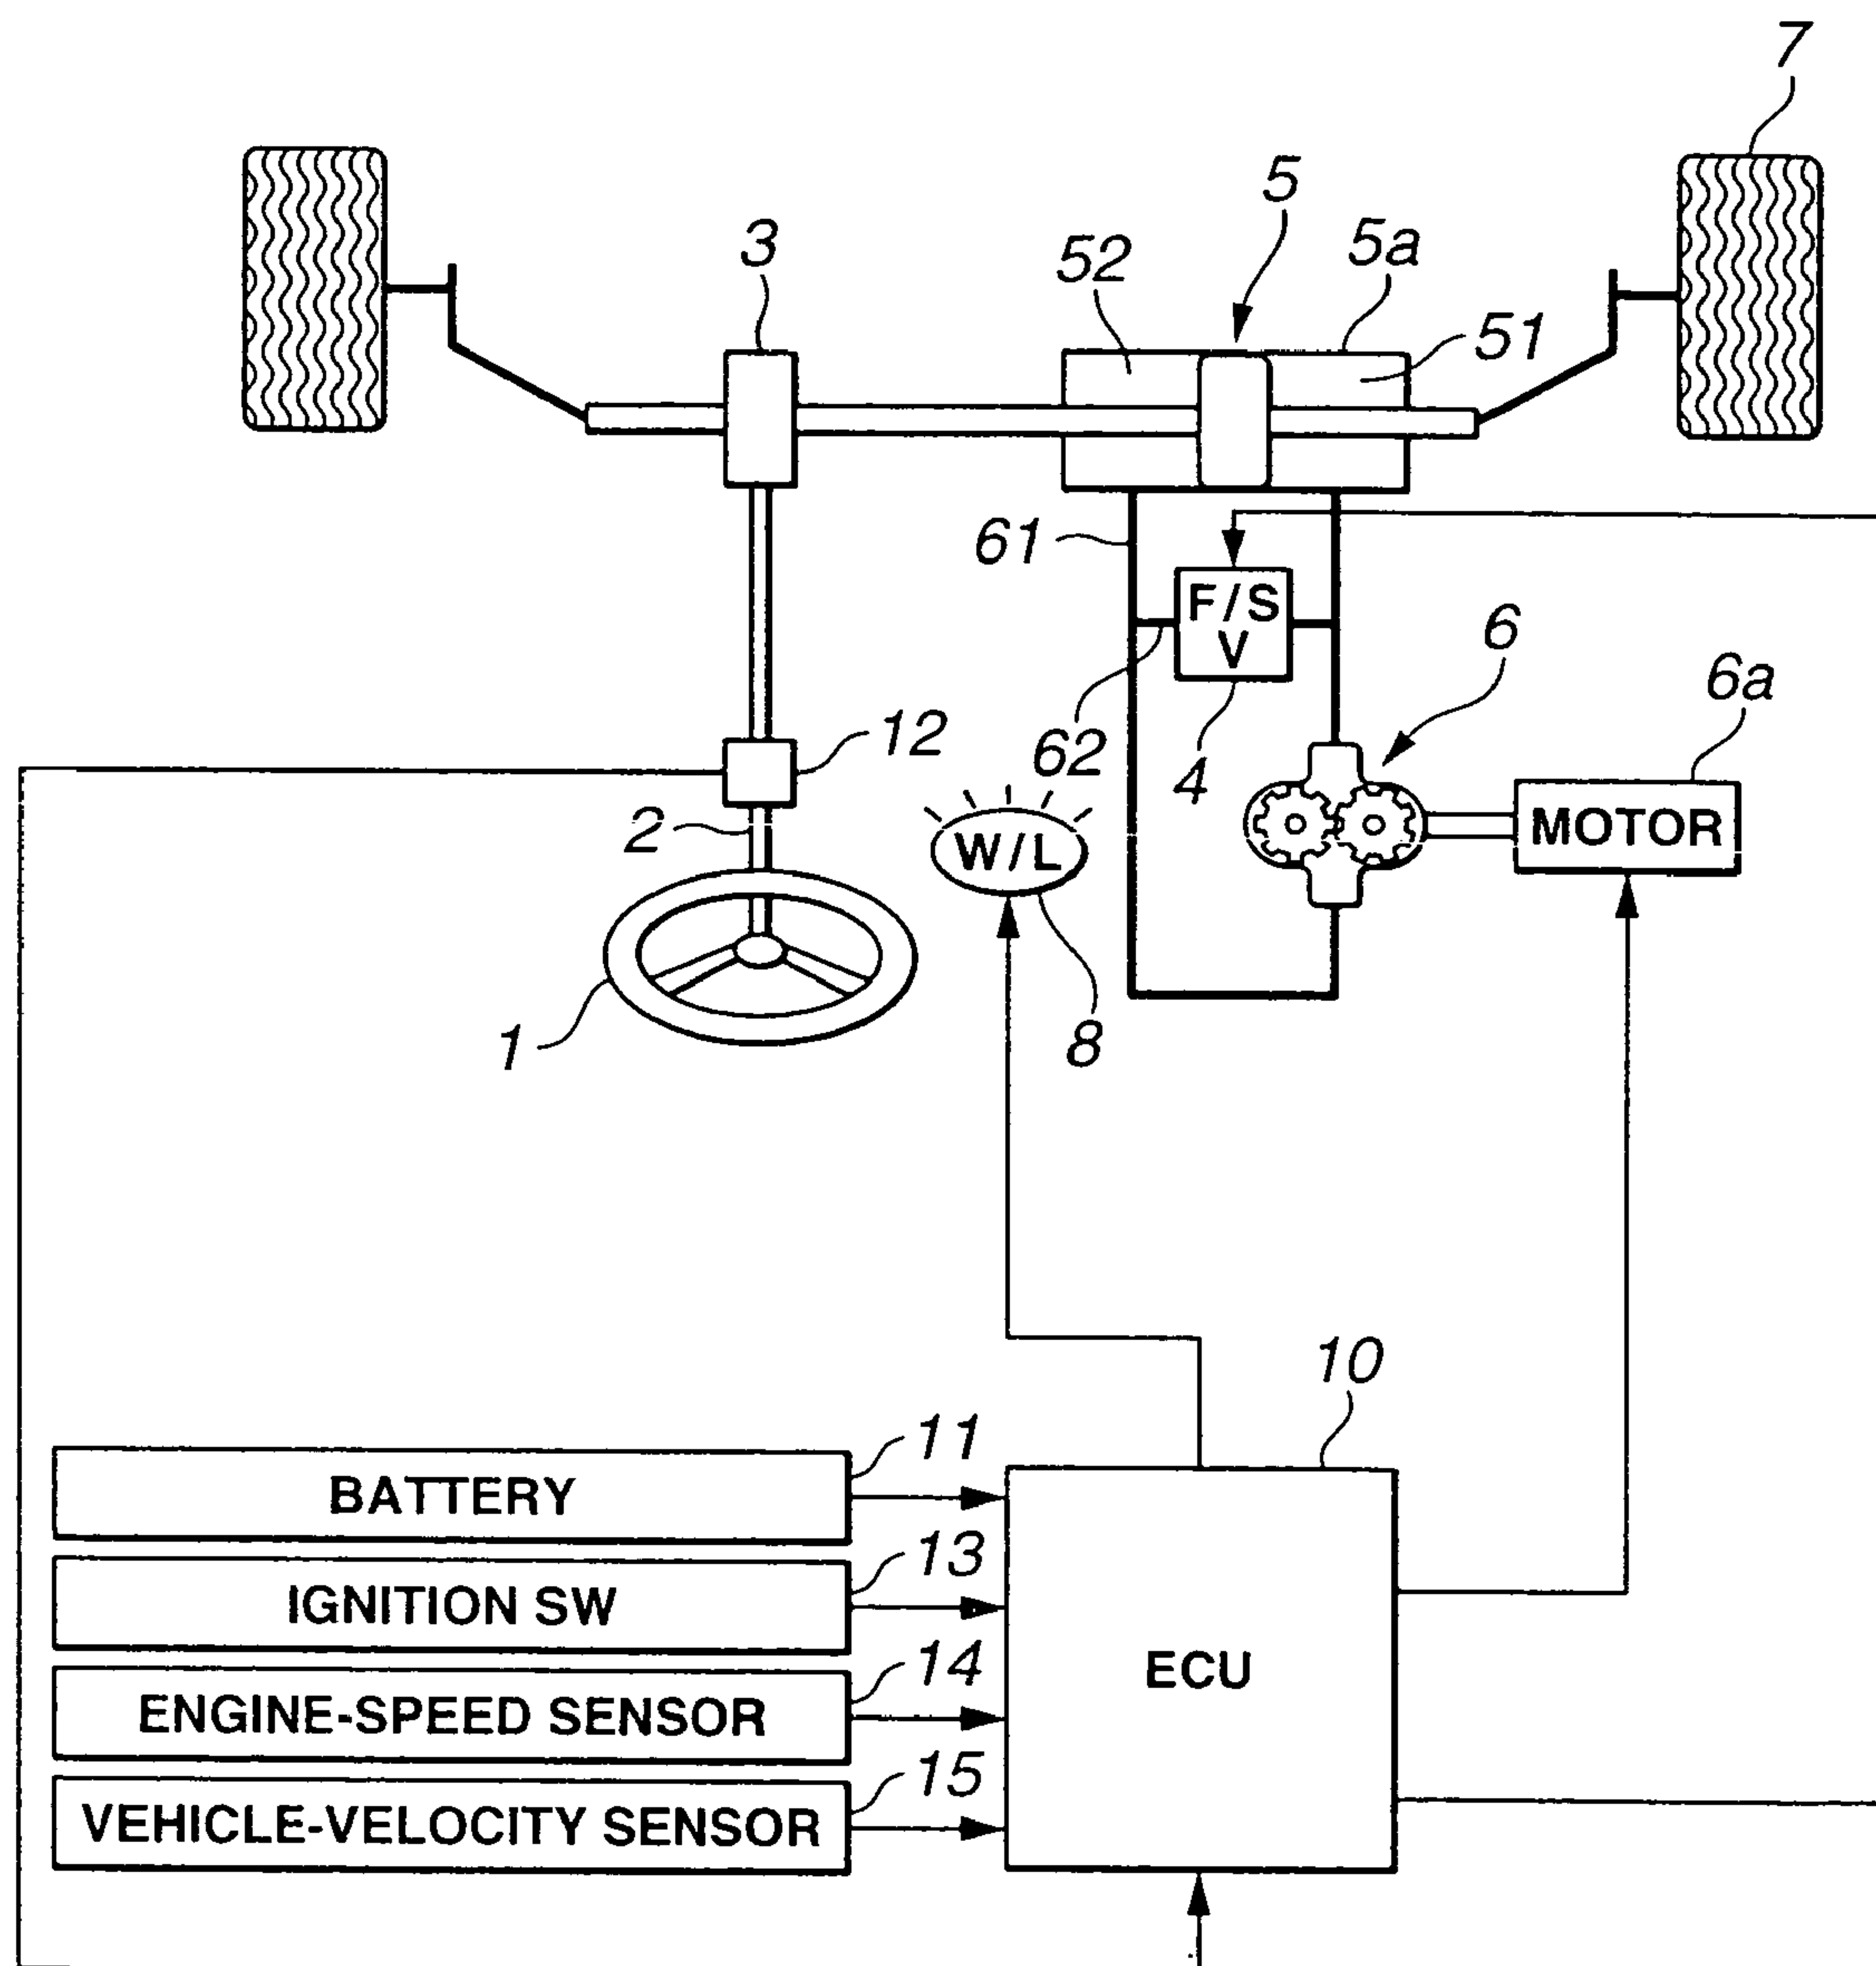 7
5
3
52
5a
51
61
F/S
V
6
6a
12
62
4
2
W/L
MOTOR
1
8
10
11
BATTERY
13
IGNITION SW
ECU
14
ENGINE-SPEED SENSOR
15
VEHICLE-VELOCITY SENSOR